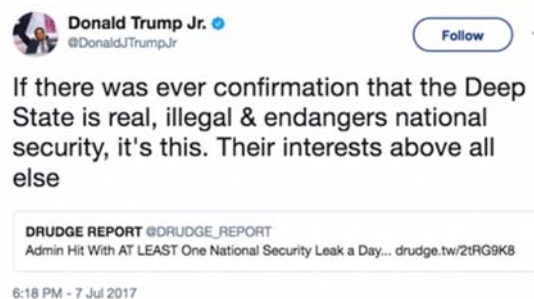 Donald Trump Jr.
@DonaldJTrumpJr
Follow
If there was ever confirmation that the Deep
State is real, illegal & endangers national
security, it's this. Their interests above all
else
DRUDGE REPORT @DRUDGE_REPORT
Admin Hit With AT LEAST One National Security Leak a Day... drudge.tw/2tRG9K8
6:18 PM - 7 Jul 2017